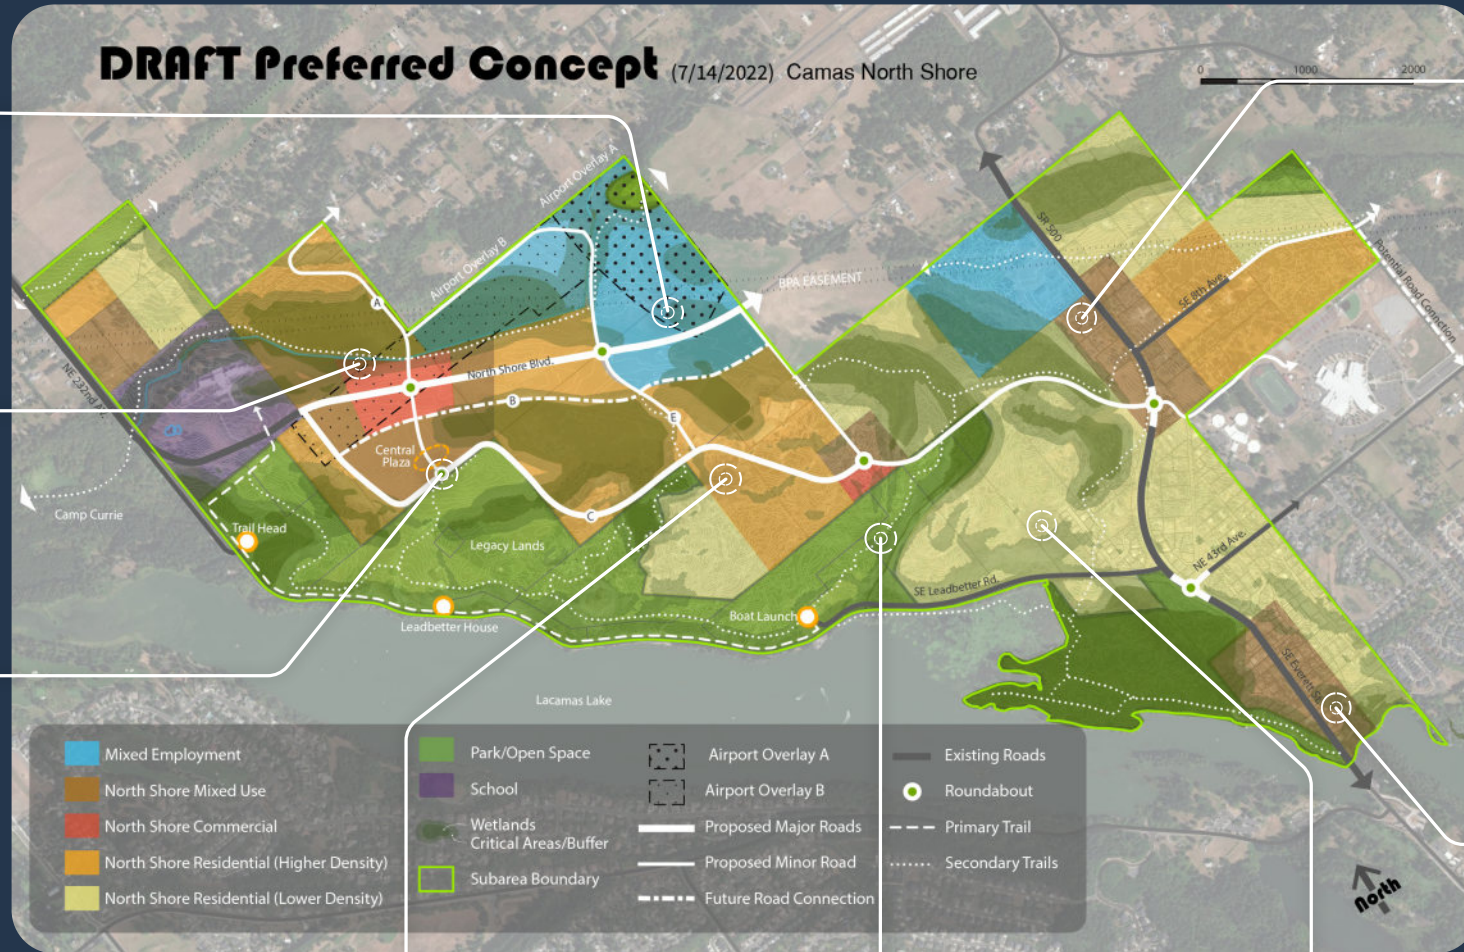 DRAFT Preferred Concept (7/14/2022) Camas North Shore
0 1000 2000
Airport Overlay A
Airport Overlay B
BPA EASEMENT
SR 500
SE 8th Ave.
Potential Road Connection
A
North Shore Blvd.
B
E
C
NE 232nd Av.
Central
Plaza
Camp Currie
Trail Head
Legacy Lands
Leadbetter House
Boat Launch
SE Leadbetter Rd.
NE 43rd Ave.
SE Everett
Lacamas Lake
Mixed Employment
North Shore Mixed Use
North Shore Commercial
North Shore Residential (Higher Density)
North Shore Residential (Lower Density)
Park/Open Space
School
Wetlands
Critical Areas/Buffer
Subarea Boundary
Airport Overlay A
Airport Overlay B
Proposed Major Roads
Proposed Minor Road
Future Road Connection
Existing Roads
Roundabout
Primary Trail
Secondary Trails
North